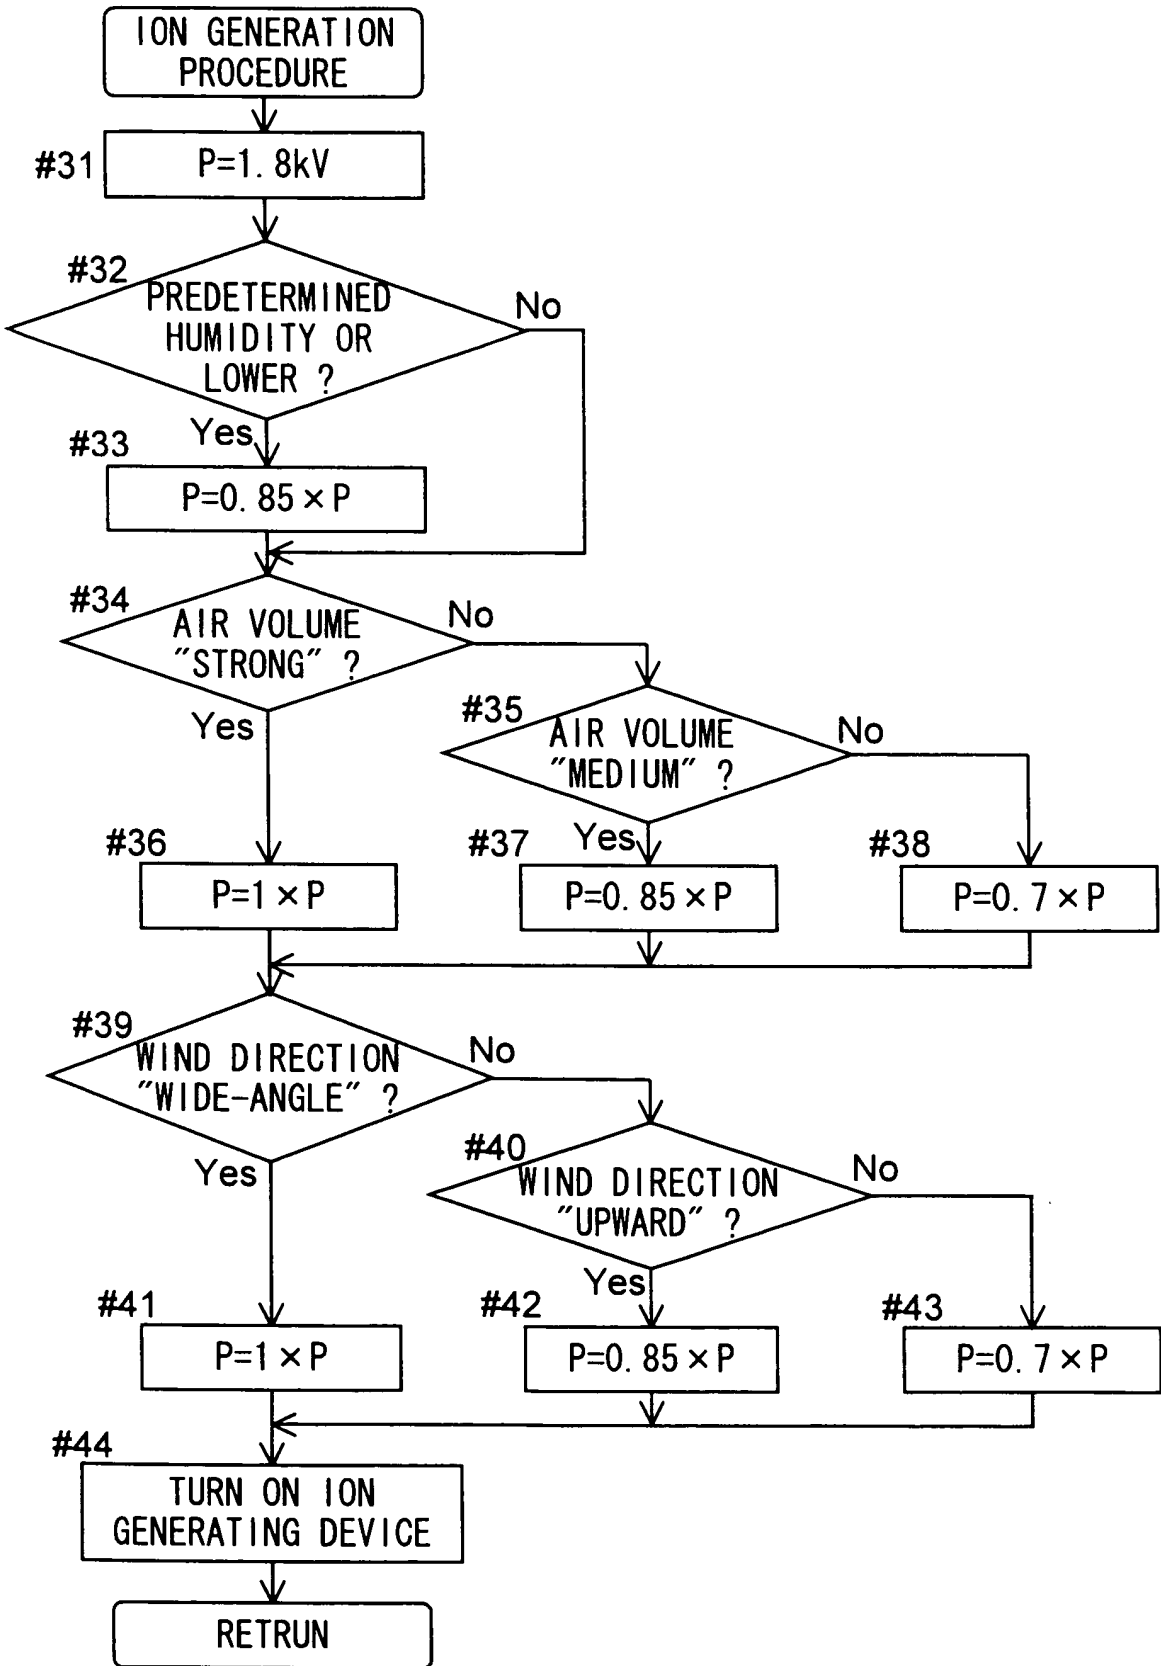 ION GENERATION
PROCEDURE
#31
P=1.8kV
#32
PREDETERMINED
HUMIDITY OR
LOWER ?
No
Yes
#33
P=0.85×P
#34
AIR VOLUME
"STRONG" ?
No
Yes
#35
AIR VOLUME
"MEDIUM" ?
No
Yes
#36
P=1×P
#37
P=0.85×P
#38
P=0.7×P
#39
WIND DIRECTION
"WIDE-ANGLE" ?
No
Yes
#40
WIND DIRECTION
"UPWARD" ?
No
Yes
#41
P=1×P
#42
P=0.85×P
#43
P=0.7×P
#44
TURN ON ION
GENERATING DEVICE
RETRUN